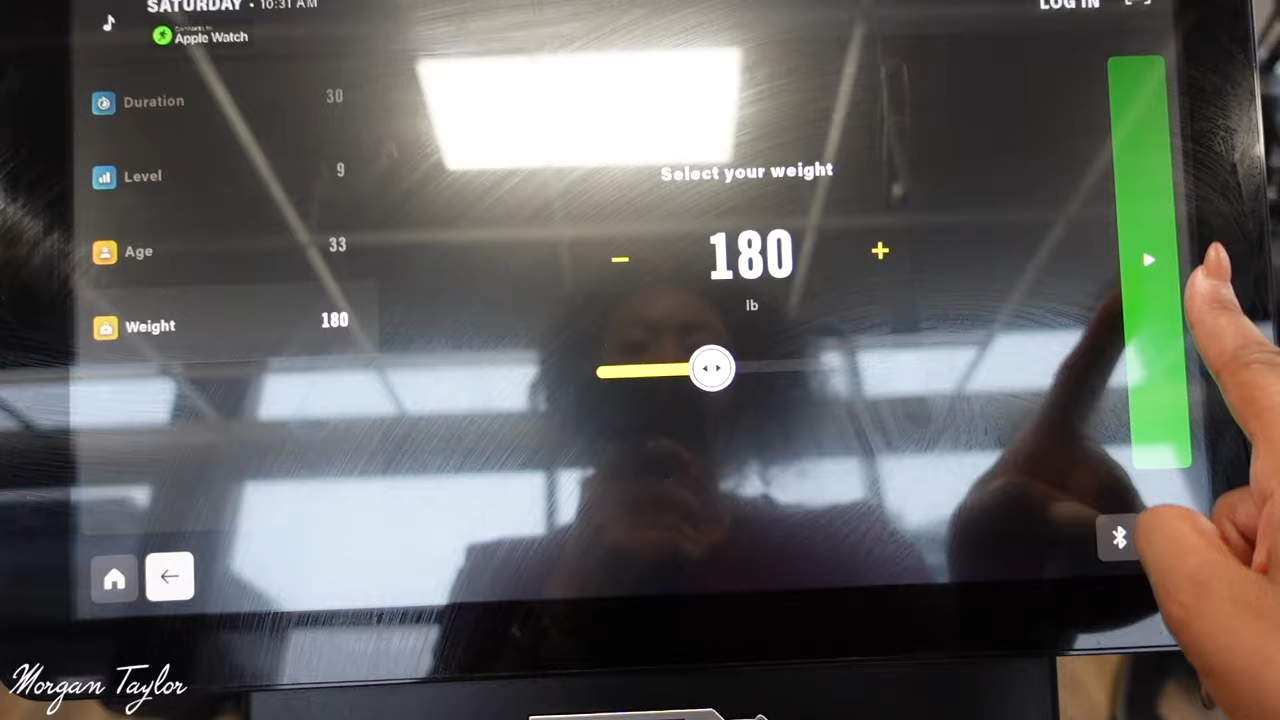 SATURDAY • 10:31 AM
LOG IN
Apple Watch
Duration 30
Level 9
Age 33
Weight 180
Select your weight
− 180 +
lb
Morgan Taylor